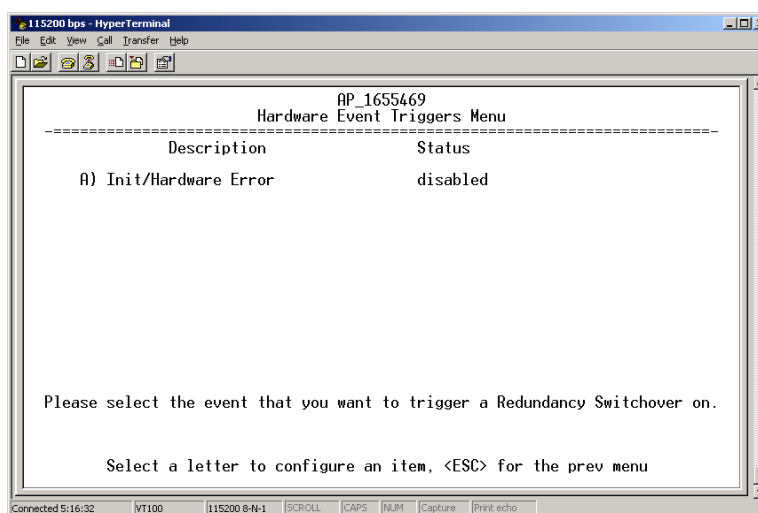 115200 bps - HyperTerminal
File Edit View Call Transfer Help
AP_1655469
Hardware Event Triggers Menu
-===========================================================================-
Description Status
A) Init/Hardware Error disabled
Please select the event that you want to trigger a Redundancy Switchover on.
Select a letter to configure an item, <ESC> for the prev menu
Connected 5:16:32 VT100 115200 8-N-1 SCROLL CAPS NUM Capture Print echo